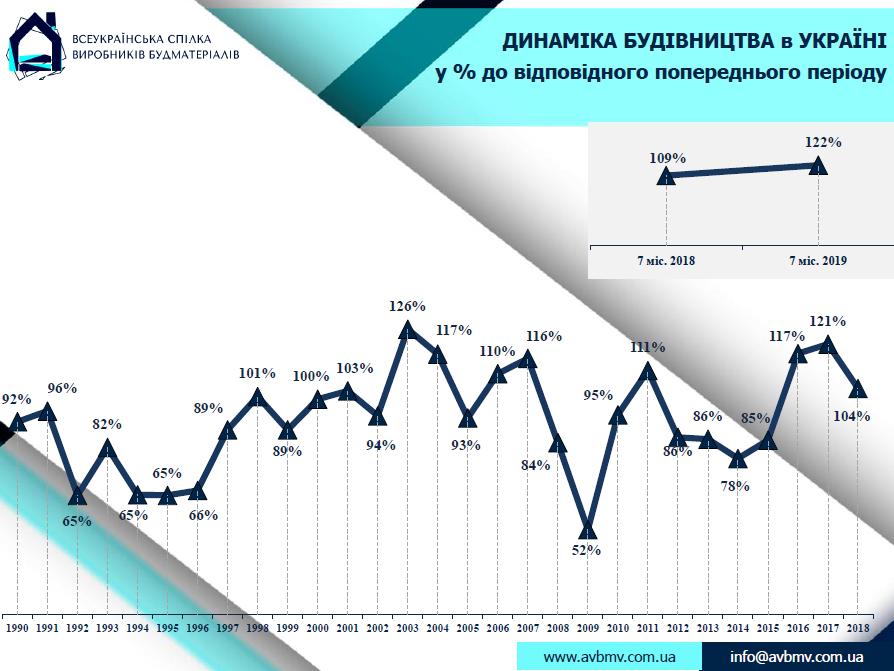 ВСЕУКРАЇНСЬКА СПІЛКА
ВИРОБНИКІВ БУДМАТЕРІАЛІВ
ДИНАМІКА БУДІВНИЦТВА в УКРАЇНІ
у % до відповідного попереднього періоду
109% 122%
7 міс. 2018 7 міс. 2019
92% 96% 65% 82% 65% 65% 66% 89% 101% 89% 100% 103% 94% 126% 117% 93% 110% 116% 84% 52% 95% 111% 86% 86% 78% 85% 117% 121% 104%
1990 1991 1992 1993 1994 1995 1996 1997 1998 1999 2000 2001 2002 2003 2004 2005 2006 2007 2008 2009 2010 2011 2012 2013 2014 2015 2016 2017 2018
www.avbmv.com.ua info@avbmv.com.ua